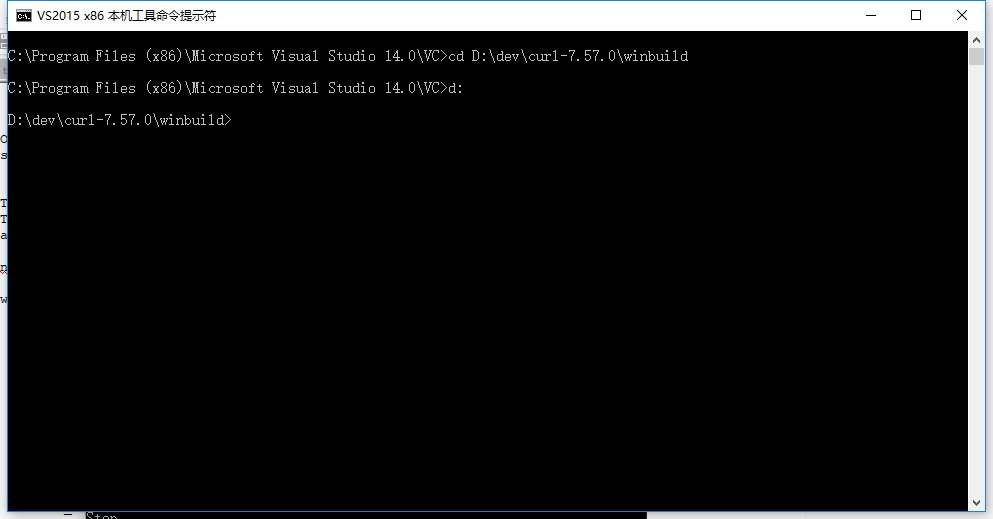 VS2015 x86 本机工具命令提示符
C:\Program Files (x86)\Microsoft Visual Studio 14.0\VC>cd D:\dev\curl-7.57.0\winbuild
C:\Program Files (x86)\Microsoft Visual Studio 14.0\VC>d:
D:\dev\curl-7.57.0\winbuild>